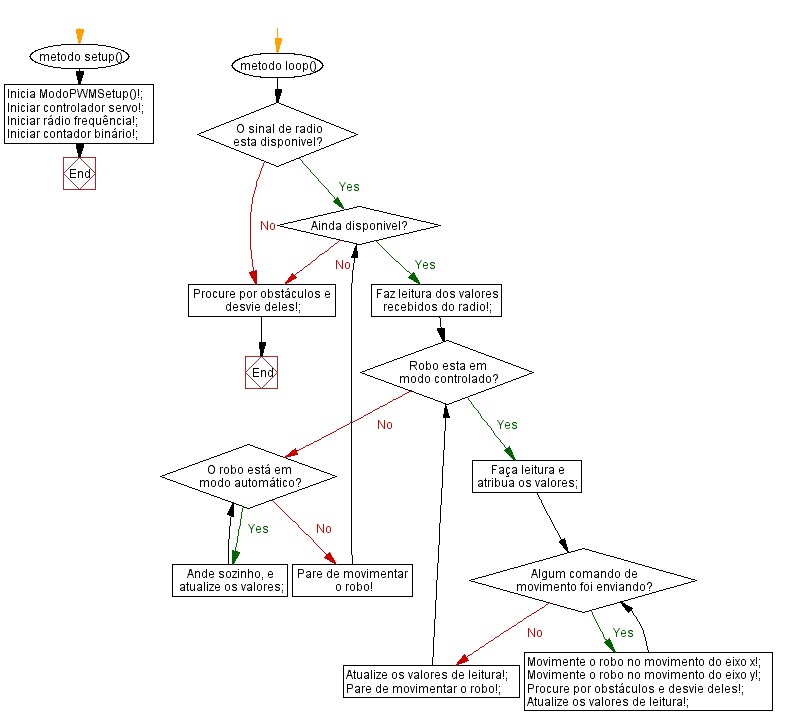 metodo setup()
Inicia ModoPWMSetup()!;
Iniciar controlador servo!;
Iniciar rádio frequência!;
Iniciar contador binário!;
End
metodo loop()
O sinal de radio
esta disponivel?
Yes
No
Ainda disponivel?
No
Yes
Procure por obstáculos e
desvie deles!;
End
Faz leitura dos valores
recebidos do radio!;
Robo esta em
modo controlado?
No
Yes
O robo está em
modo automático?
Yes
No
Ande sozinho, e
atualize os valores;
Pare de movimentar
o robo!
Faça leitura e
atribua os valores;
Algum comando de
movimento foi enviando?
No
Yes
Atualize os valores de leitura!;
Pare de movimentar o robo!;
Movimente o robo no movimento do eixo x!;
Movimente o robo no movimento do eixo y!;
Procure por obstáculos e desvie deles!;
Atualize os valores de leitura!;